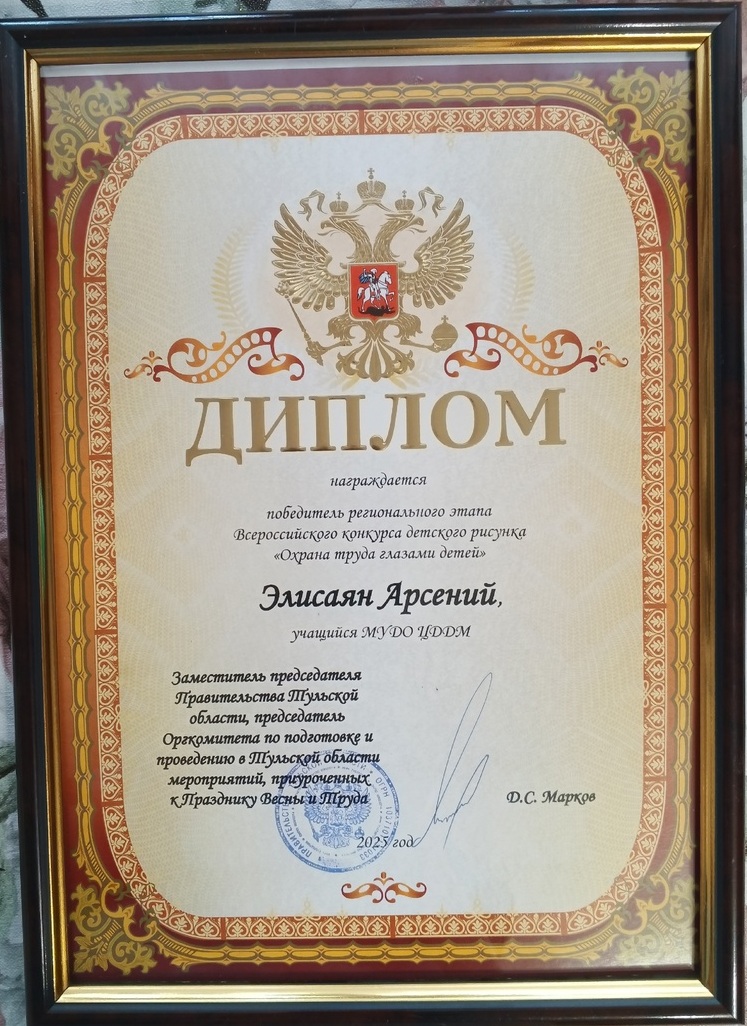 ДИПЛОМ
награждается
победитель регионального этапа
Всероссийского конкурса детского рисунка
«Охрана труда глазами детей»
Элисаян Арсений,
учащийся МУДО ЦДДМ
Заместитель председателя
Правительства Тульской
области, председатель
Оргкомитета по подготовке и
проведению в Тульской области
мероприятий, приуроченных
к Празднику Весны и Труда
Д.С. Марков
2025 год